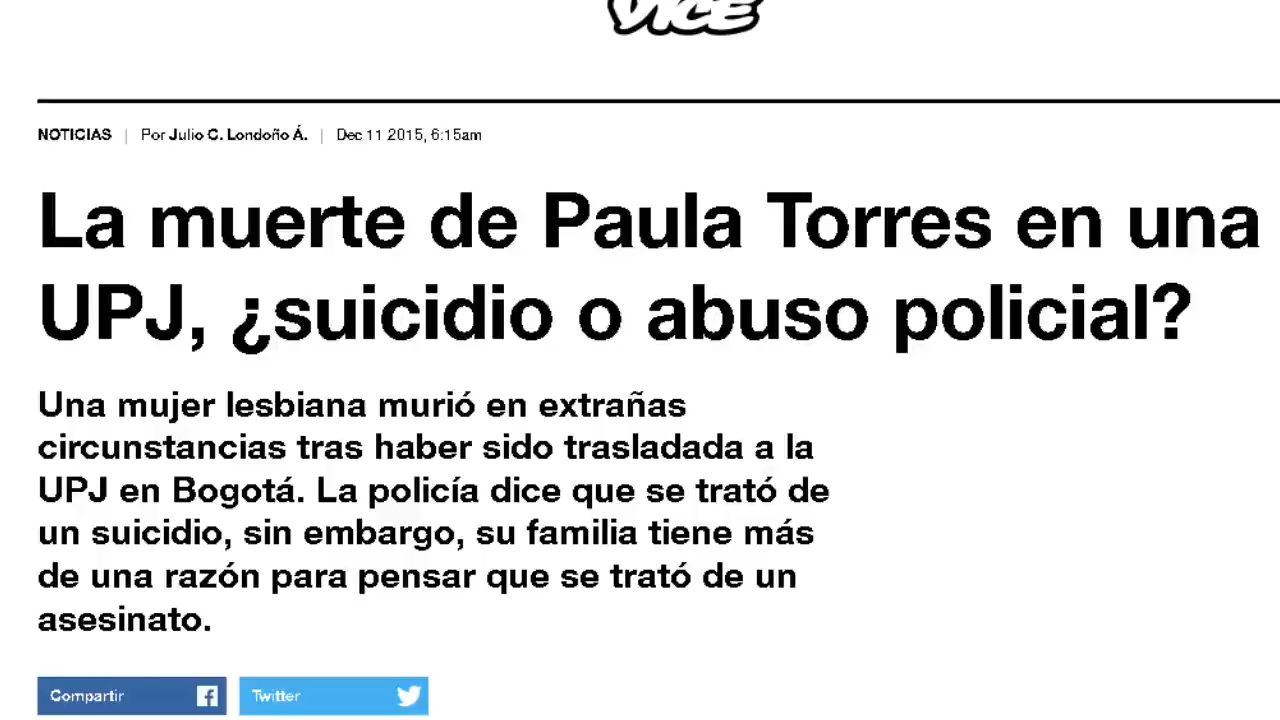 VICE
NOTICIAS | Por Julio C. Londoño Á. | Dec 11 2015, 6:15am
La muerte de Paula Torres en una
UPJ, ¿suicidio o abuso policial?
Una mujer lesbiana murió en extrañas
circunstancias tras haber sido trasladada a la
UPJ en Bogotá. La policía dice que se trató de
un suicidio, sin embargo, su familia tiene más
de una razón para pensar que se trató de un
asesinato.
Compartir
Twitter